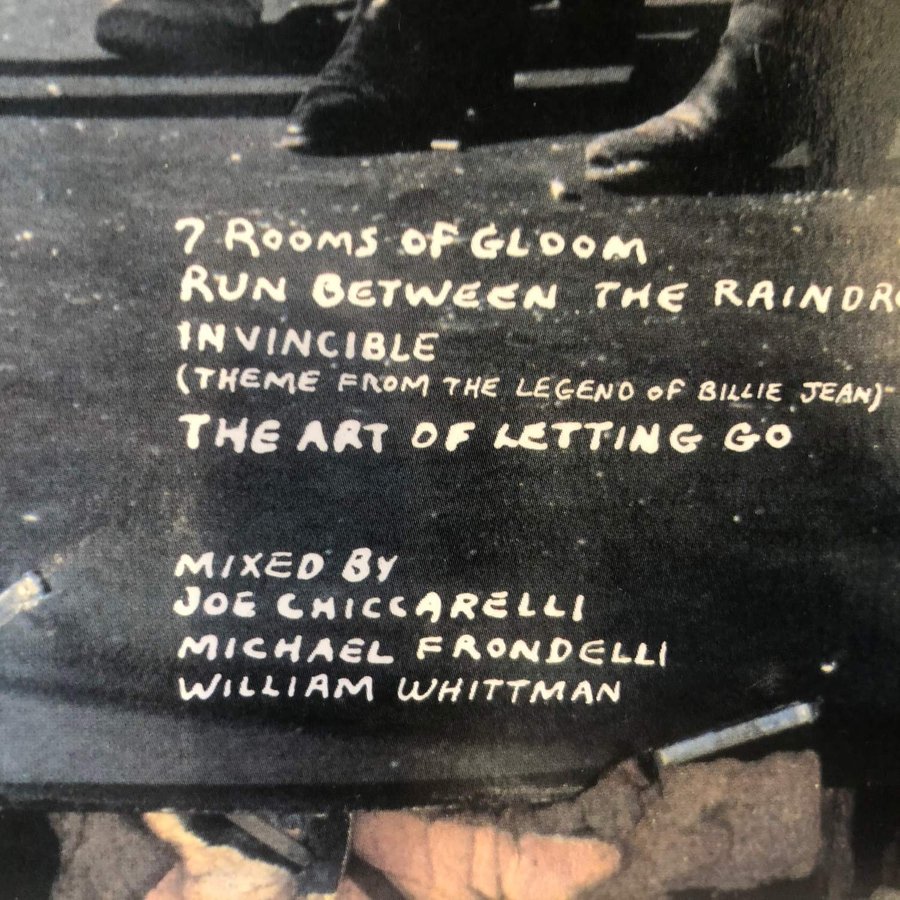 7 ROOMS OF GLOOM
RUN BETWEEN THE RAINDRO
INVINCIBLE
(THEME FROM THE LEGEND OF BILLIE JEAN)
THE ART OF LETTING GO
MIXED BY
JOE CHICCARELLI
MICHAEL FRONDELLI
WILLIAM WHITTMAN